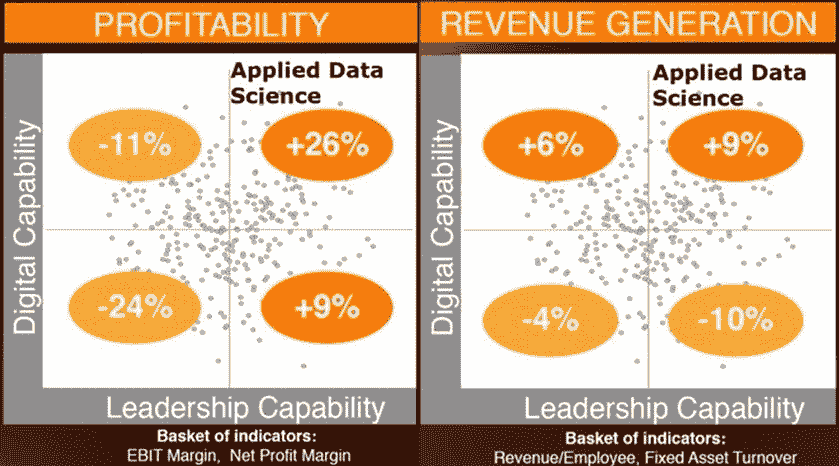 PROFITABILITY
Digital Capability
Applied Data
Science
-11%
+26%
-24%
+9%
Leadership Capability
Basket of indicators:
EBIT Margin, Net Profit Margin
REVENUE GENERATION
Digital Capability
Applied Data
Science
+6%
+9%
-4%
-10%
Leadership Capability
Basket of indicators:
Revenue/Employee, Fixed Asset Turnover